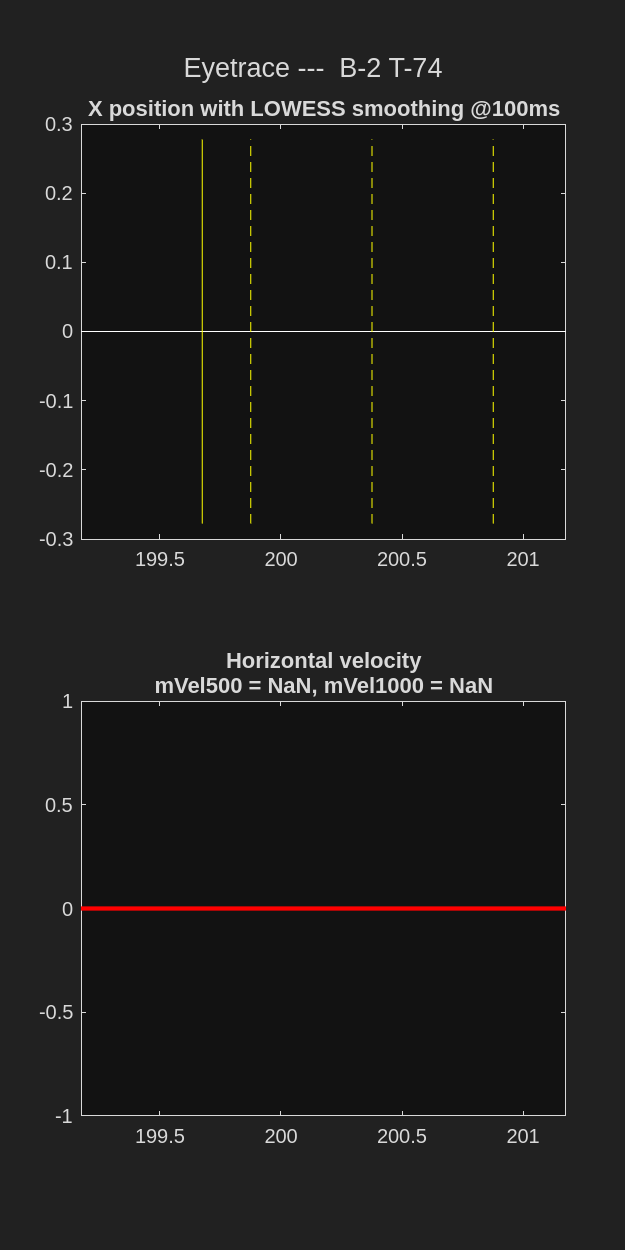 Eyetrace ---  B-2 T-74
X position with LOWESS smoothing @100ms
0.3
0.2
0.1
0
-0.1
-0.2
-0.3
199.5 200 200.5 201
Horizontal velocity
mVel500 = NaN, mVel1000 = NaN
1
0.5
0
-0.5
-1
199.5 200 200.5 201